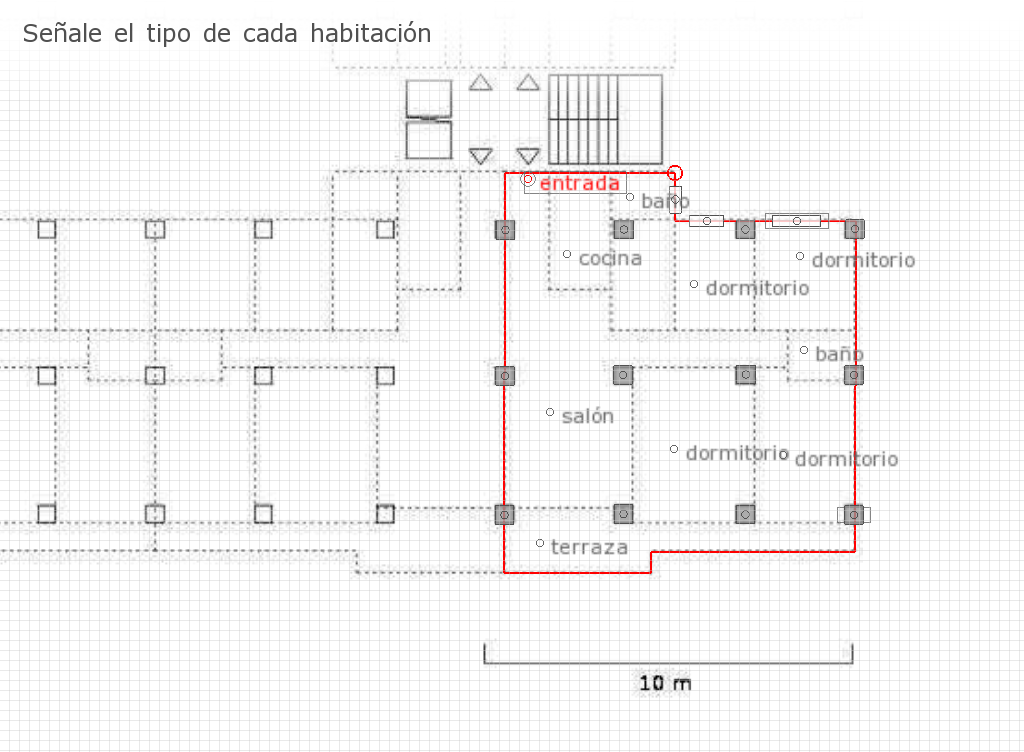 Señale el tipo de cada habitación
entrada
baño
cocina
dormitorio
dormitorio
baño
salón
dormitorio
dormitorio
terraza
10 m